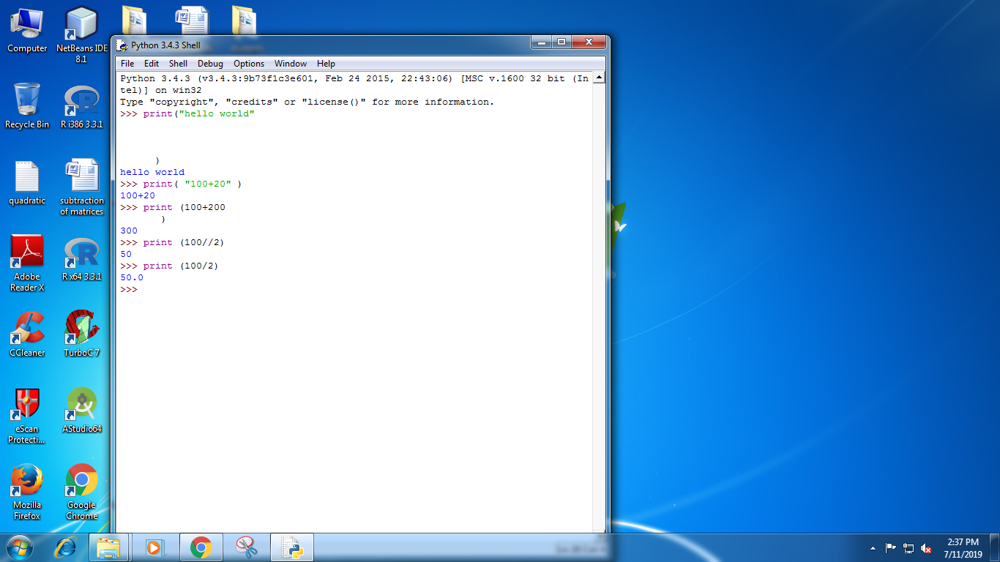 Computer
NetBeans IDE
8.1
Recycle Bin
R i386 3.3.1
quadratic
subtraction
of matrices
Adobe
Reader X
R x64 3.3.1
CCleaner
TurboC 7
eScan
Protecti...
AStudio64
Mozilla
Firefox
Google
Chrome
Python 3.4.3 Shell
File Edit Shell Debug Options Window Help
Python 3.4.3 (v3.4.3:9b73f1c3e601, Feb 24 2015, 22:43:06) [MSC v.1600 32 bit (In
tel)] on win32
Type "copyright", "credits" or "license()" for more information.
>>> print("hello world"
)
hello world
>>> print( "100+20" )
100+20
>>> print (100+200
)
300
>>> print (100//2)
50
>>> print (100/2)
50.0
>>>
2:37 PM
7/11/2019